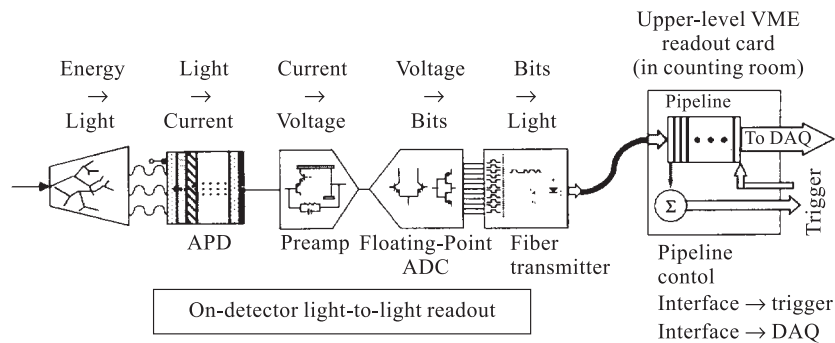 Upper-level VME
readout card
(in counting room)
Energy
→
Light
Light
→
Current
Current
→
Voltage
Voltage
→
Bits
Bits
→
Light
Pipeline
To DAQ
Σ
Trigger
APD
Preamp
Floating-Point
ADC
Fiber
transmitter
Pipeline
contol
Interface → trigger
Interface → DAQ
On-detector light-to-light readout